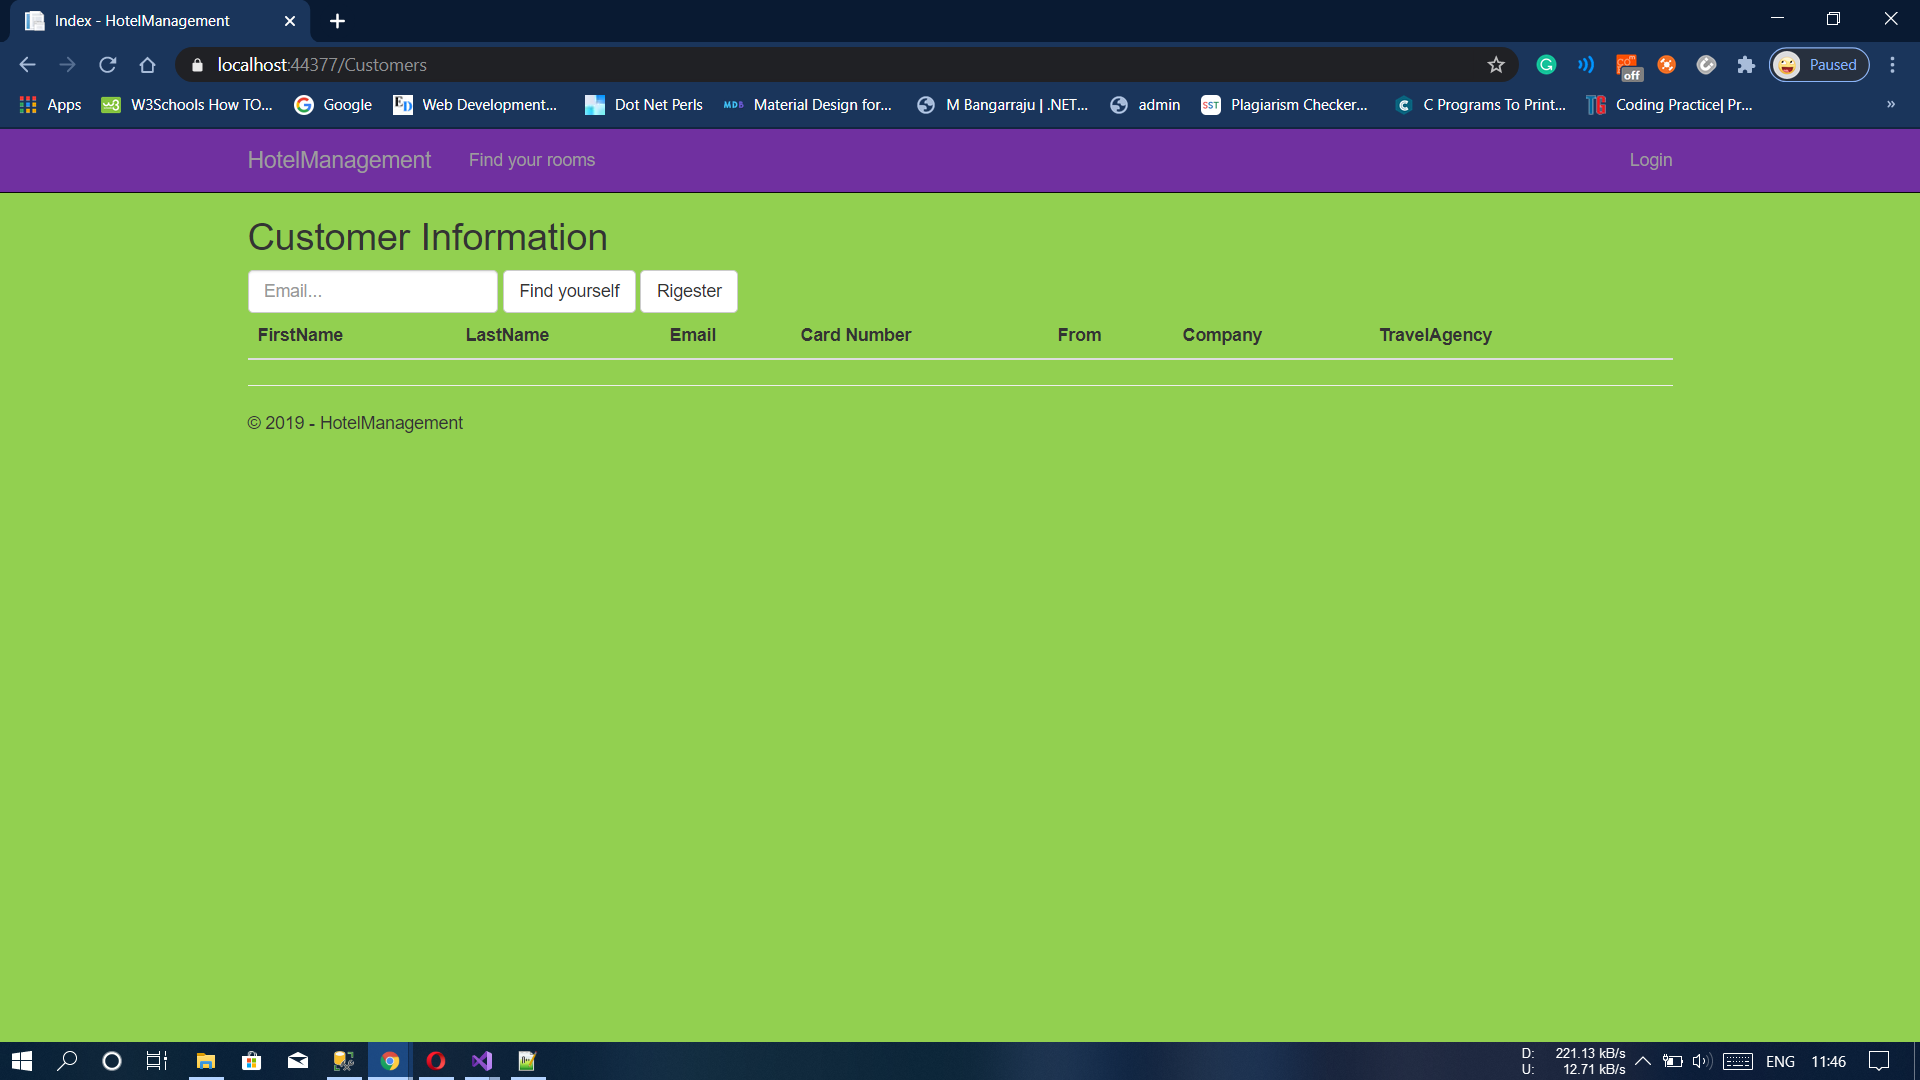 Index - HotelManagement
localhost:44377/Customers
off
Paused
Apps
W3Schools How TO...
Google
Web Development...
Dot Net Perls
MDB
Material Design for...
M Bangarraju | .NET...
admin
SST
Plagiarism Checker...
C Programs To Print...
Coding Practice| Pr...
»
HotelManagement
Find your rooms
Login
Customer Information
Email...
Find yourself
Rigester
FirstName LastName Email Card Number From Company TravelAgency
© 2019 - HotelManagement
D: 221.13 kB/s
U: 12.71 kB/s
ENG
11:46